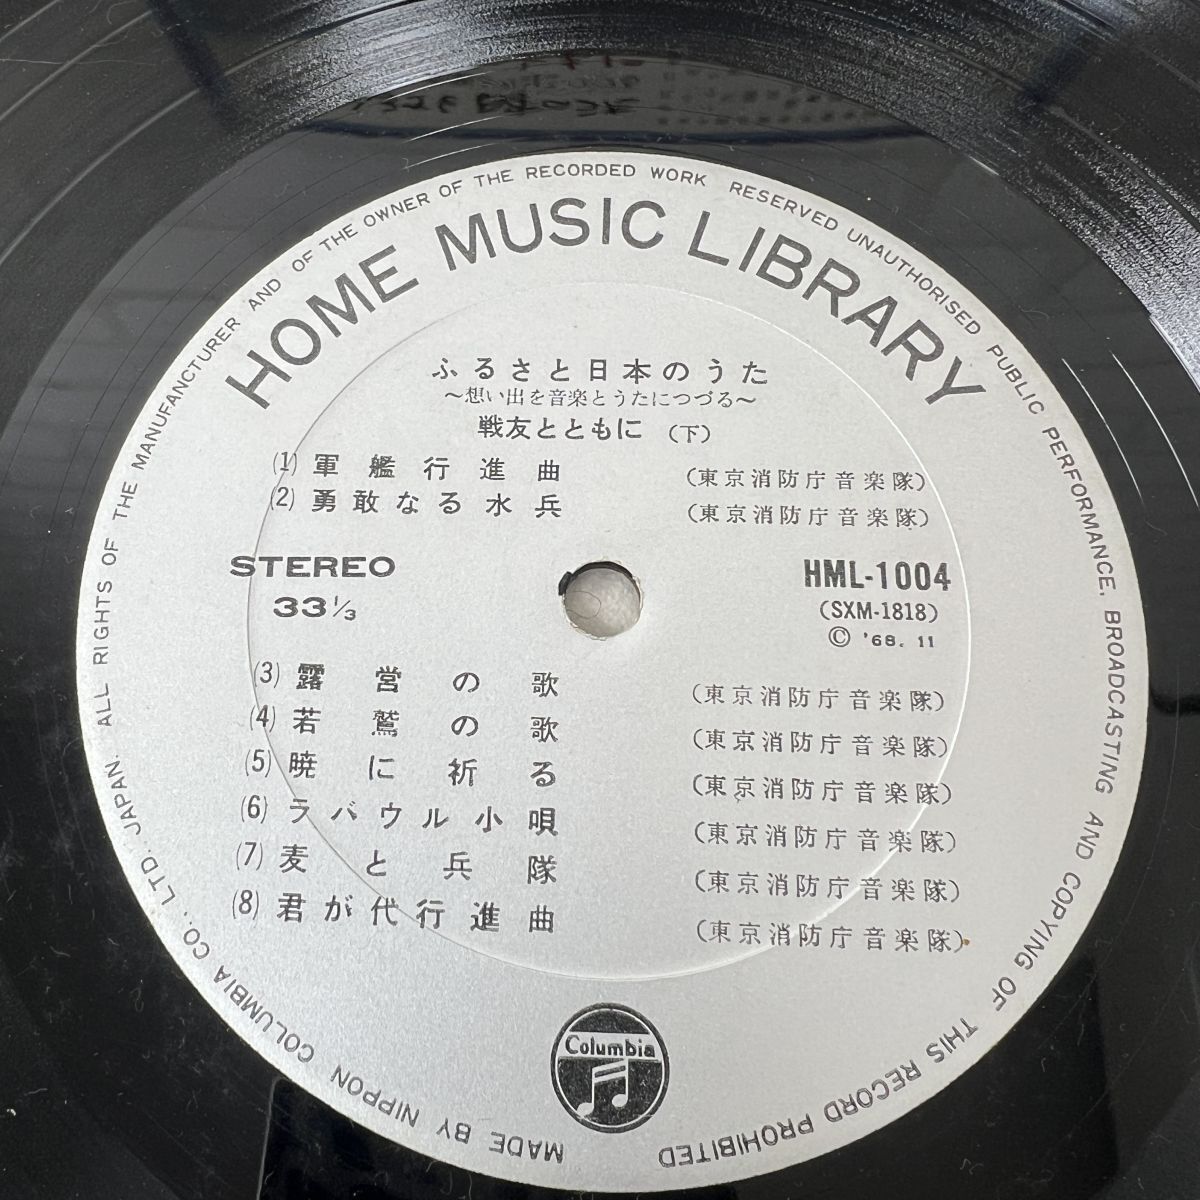 ALL RIGHTS OF THE MANUFANCTURER AND OF THE OWNER OF THE RECORDED WORK RESERVED UNAUTHORISED PUBLIC PERFORMANCE, BROADCASTING AND COPYING OF THIS RECORD PROHIBITED
HOME MUSIC LIBRARY
ふるさと日本のうた
〜想い出を音楽とうたにつづる〜
戦友とともに (下)
(1) 軍艦行進曲 (東京消防庁音楽隊)
(2) 勇敢なる水兵 (東京消防庁音楽隊)
STEREO HML-1004
33⅓ (SXM-1818)
© '68. 11
(3) 露営の歌 (東京消防庁音楽隊)
(4) 若鷲の歌 (東京消防庁音楽隊)
(5) 暁に祈る (東京消防庁音楽隊)
(6) ラバウル小唄 (東京消防庁音楽隊)
(7) 麦と兵隊 (東京消防庁音楽隊)
(8) 君が代行進曲 (東京消防庁音楽隊)
Columbia
MADE BY NIPPON COLUMBIA CO., LTD. JAPAN.